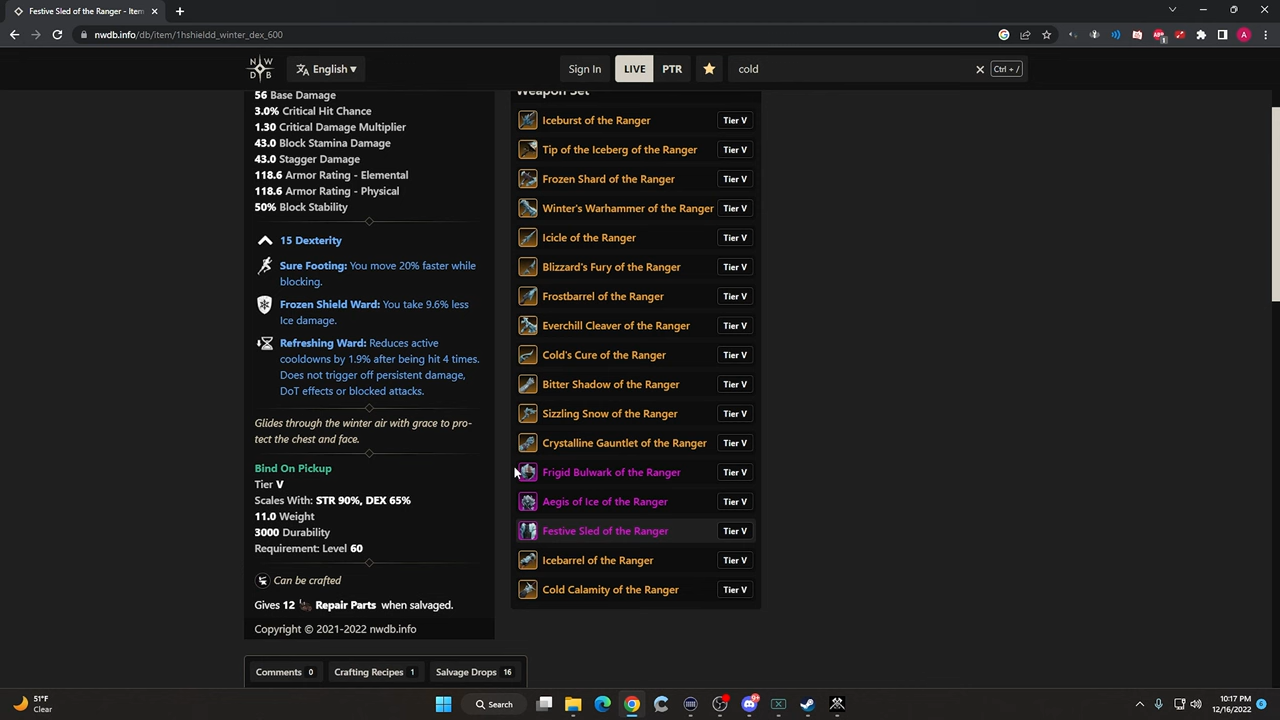 Festive Sled of the Ranger - Item
nwdb.info/db/item/1hshieldd_winter_dex_600
A
N W
D B
English ▾
Sign In
LIVE
PTR
cold
Ctrl + /
56 Base Damage
3.0% Critical Hit Chance
1.30 Critical Damage Multiplier
43.0 Block Stamina Damage
43.0 Stagger Damage
118.6 Armor Rating - Elemental
118.6 Armor Rating - Physical
50% Block Stability
15 Dexterity
Sure Footing: You move 20% faster while
blocking.
Frozen Shield Ward: You take 9.6% less
Ice damage.
Refreshing Ward: Reduces active
cooldowns by 1.9% after being hit 4 times.
Does not trigger off persistent damage,
DoT effects or blocked attacks.
Glides through the winter air with grace to pro-
tect the chest and face.
Bind On Pickup
Tier V
Scales With: STR 90%, DEX 65%
11.0 Weight
3000 Durability
Requirement: Level 60
Can be crafted
Gives 12 Repair Parts when salvaged.
Copyright © 2021-2022 nwdb.info
Weapon Set
Iceburst of the Ranger Tier V
Tip of the Iceberg of the Ranger Tier V
Frozen Shard of the Ranger Tier V
Winter's Warhammer of the Ranger Tier V
Icicle of the Ranger Tier V
Blizzard's Fury of the Ranger Tier V
Frostbarrel of the Ranger Tier V
Everchill Cleaver of the Ranger Tier V
Cold's Cure of the Ranger Tier V
Bitter Shadow of the Ranger Tier V
Sizzling Snow of the Ranger Tier V
Crystalline Gauntlet of the Ranger Tier V
Frigid Bulwark of the Ranger Tier V
Aegis of Ice of the Ranger Tier V
Festive Sled of the Ranger Tier V
Icebarrel of the Ranger Tier V
Cold Calamity of the Ranger Tier V
Comments 0
Crafting Recipes 1
Salvage Drops 16
51°F
Clear
Search
10:17 PM
12/16/2022